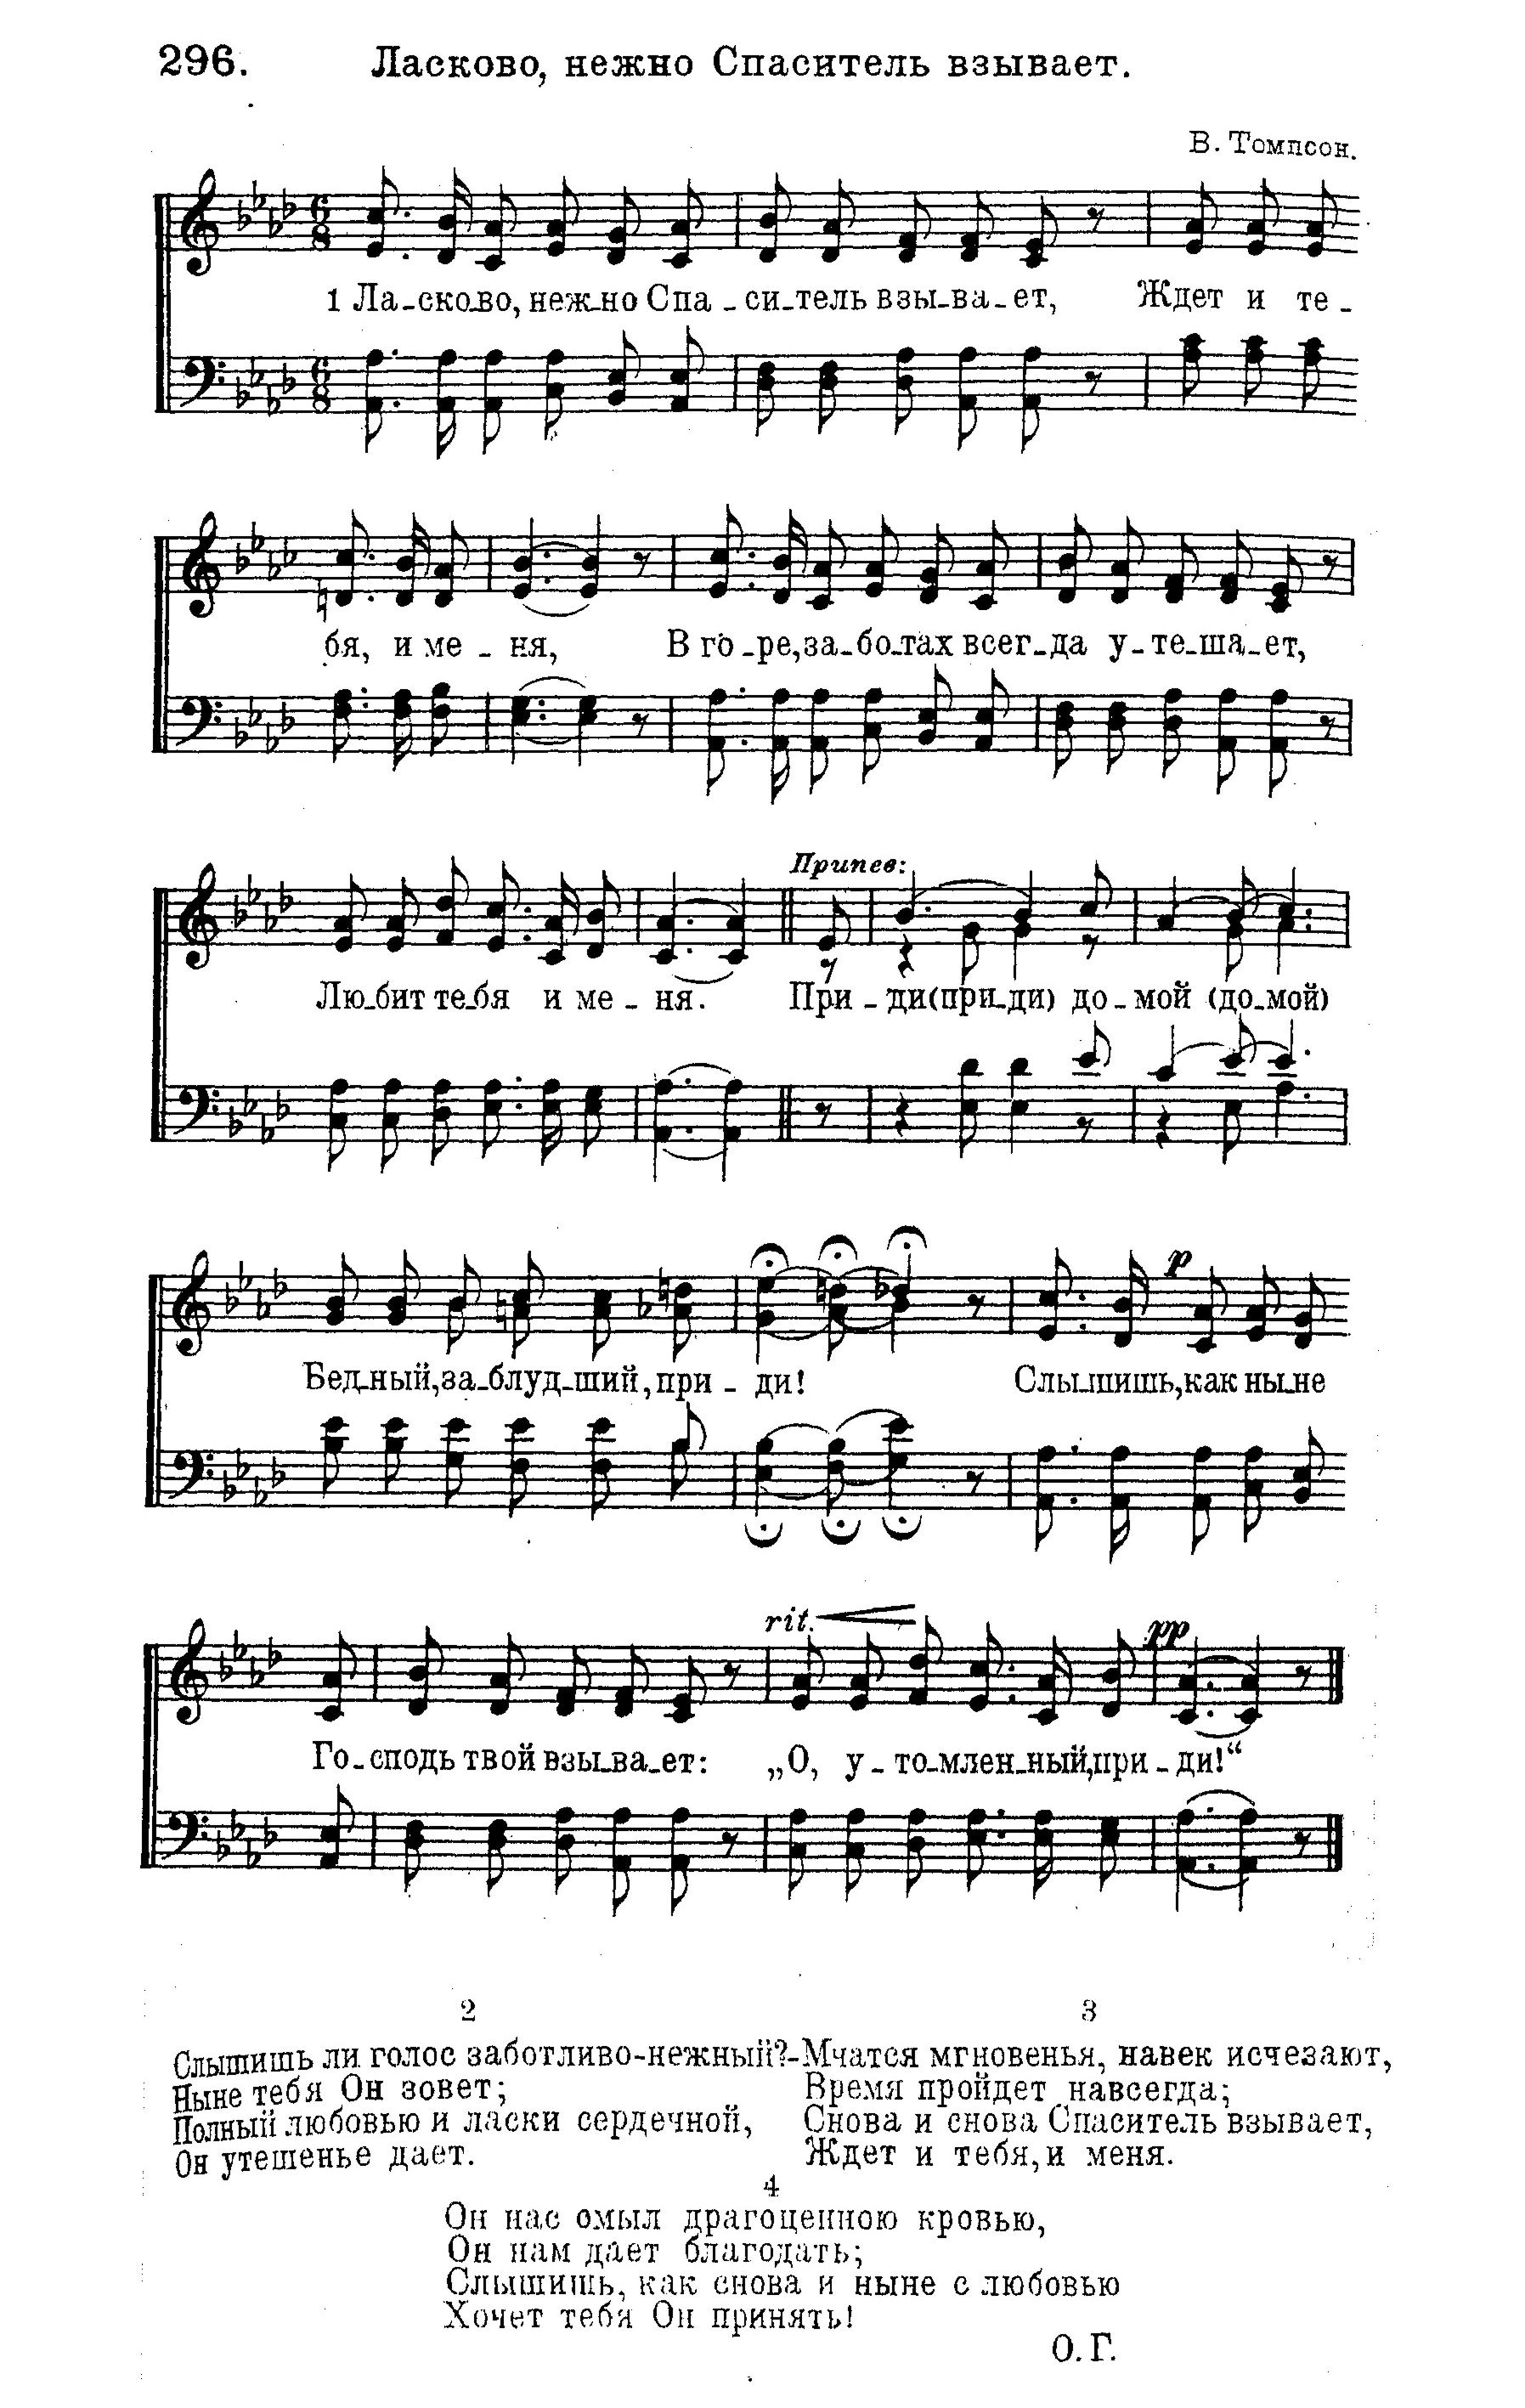 296. Ласково, нежно Спаситель взывает.
В. Томпсон.
1 Ла-ско-во, неж-но Спа-си-тель взы-ва-ет, Ждет и те-
бя, и ме-ня, В го-ре, за-бо-тах всег-да у-те-ша-ет,
Припев:
Лю-бит те-бя и ме-ня. При-ди (при-ди) до-мой (до-мой)
p
Бед-ный, за-блуд-ший, при-ди! Слы-шишь, как ны-не
rit. pp
Го-сподь твой взы-ва-ет: „О, у-то-млен-ный, при-ди!“
2
Слышишь ли голос заботливо-нежный?-
Ныне тебя Он зовет;
Полный любовью и ласки сердечной,
Он утешенье дает.
3
Мчатся мгновенья, навек исчезают,
Время пройдет навсегда;
Снова и снова Спаситель взывает,
Ждет и тебя, и меня.
4
Он нас омыл драгоценною кровью,
Он нам дает благодать;
Слышишь, как снова и ныне с любовью
Хочет тебя Он принять!
О. Г.